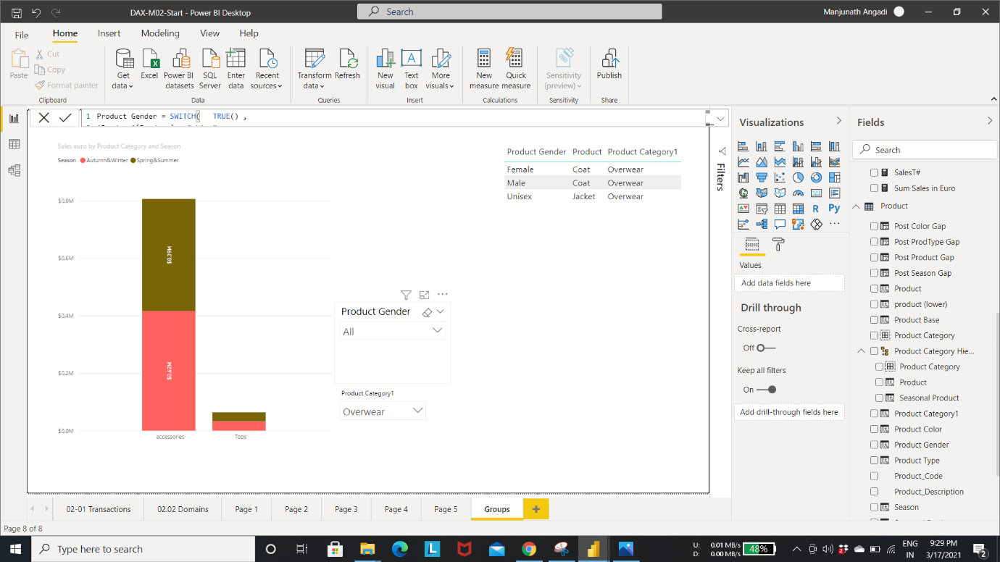 DAX-M02-Start - Power BI Desktop
Search
Manjunath Angadi
File Home Insert Modeling View Help
Paste
Cut
Copy
Format painter
Clipboard
Get data
Excel
Power BI datasets
SQL Server
Enter data
Recent sources
Data
Transform data
Refresh
Queries
New visual
Text box
More visuals
Insert
New measure
Quick measure
Calculations
Sensitivity (preview)
Sensitivity
Publish
Share
1 Product Gender = SWITCH( TRUE() ,
Sales euro by Product Category and Season
Season Autumn&Winter Spring&Summer
$0.8M
$0.6M
$0.4M
$0.2M
$0.0M
$0.39M
$0.42M
accessories Tops
Product Gender Product Product Category1
Female Coat Overwear
Male Coat Overwear
Unisex Jacket Overwear
Product Gender
All
Product Category1
Overwear
Filters
Visualizations
R Py
123
Values
Add data fields here
Drill through
Cross-report
Off
Keep all filters
On
Add drill-through fields here
Fields
Search
SalesT#
Sum Sales in Euro
Product
Post Color Gap
Post ProdType Gap
Post Product Gap
Post Season Gap
Product
product (lower)
Product Base
Product Category
Product Category Hie...
Product Category
Product
Seasonal Product
Product Category1
Product Color
Product Gender
Product Type
Product_Code
Product_Description
Season
02-01 Transactions 02.02 Domains Page 1 Page 2 Page 3 Page 4 Page 5 Groups +
Page 8 of 8
Type here to search
U: 0.01 MB/s
D: 0.00 MB/s
48%
ENG
IN
9:29 PM
3/17/2021
2